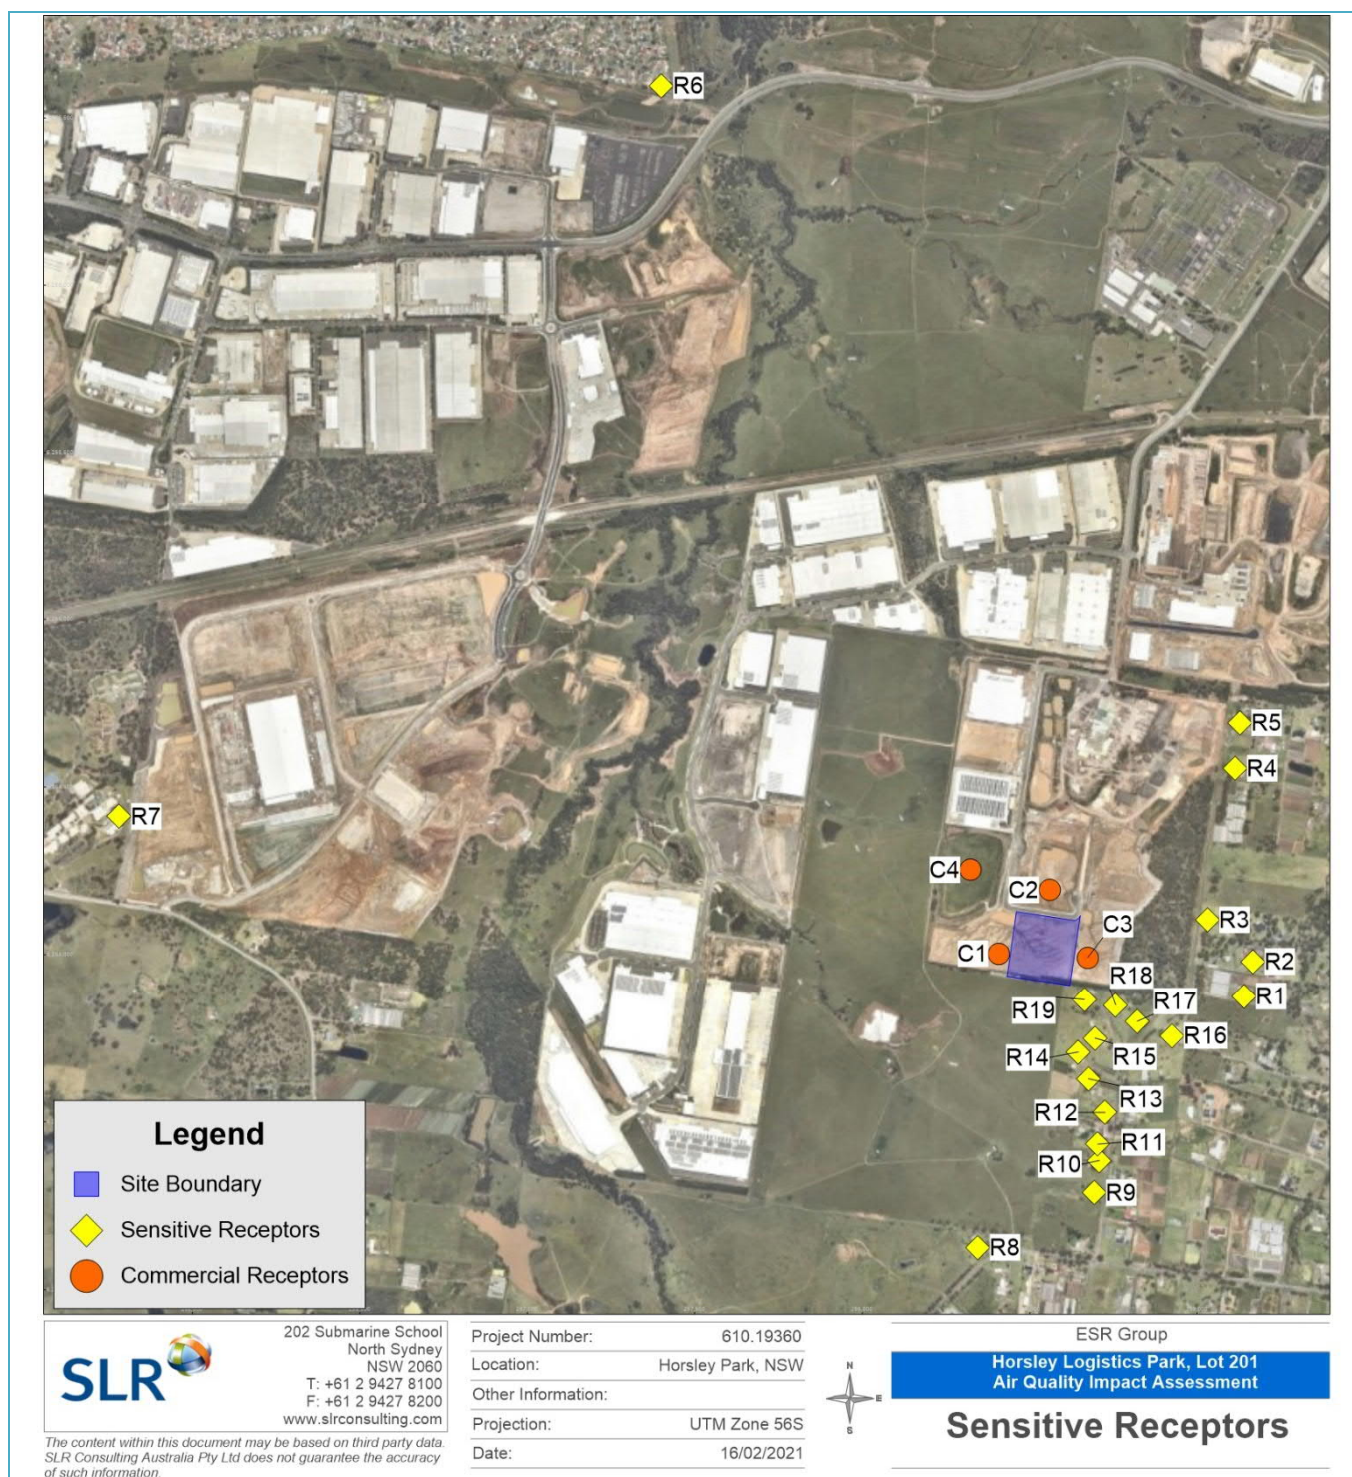 R6
R5
R4
R7
C4
C2
R3
C3
C1
R2
R18
R1
R19
R17
R16
R14
R15
R13
R12
R11
R10
R9
R8
Legend
Site Boundary
Sensitive Receptors
Commercial Receptors
SLR
202 Submarine School
North Sydney
NSW 2060
T: +61 2 9427 8100
F: +61 2 9427 8200
www.slrconsulting.com
The content within this document may be based on third party data.
SLR Consulting Australia Pty Ltd does not guarantee the accuracy
of such information.
Project Number: 610.19360
Location: Horsley Park, NSW
Other Information:
Projection: UTM Zone 56S
Date: 16/02/2021
N
E
S
ESR Group
Horsley Logistics Park, Lot 201
Air Quality Impact Assessment
Sensitive Receptors